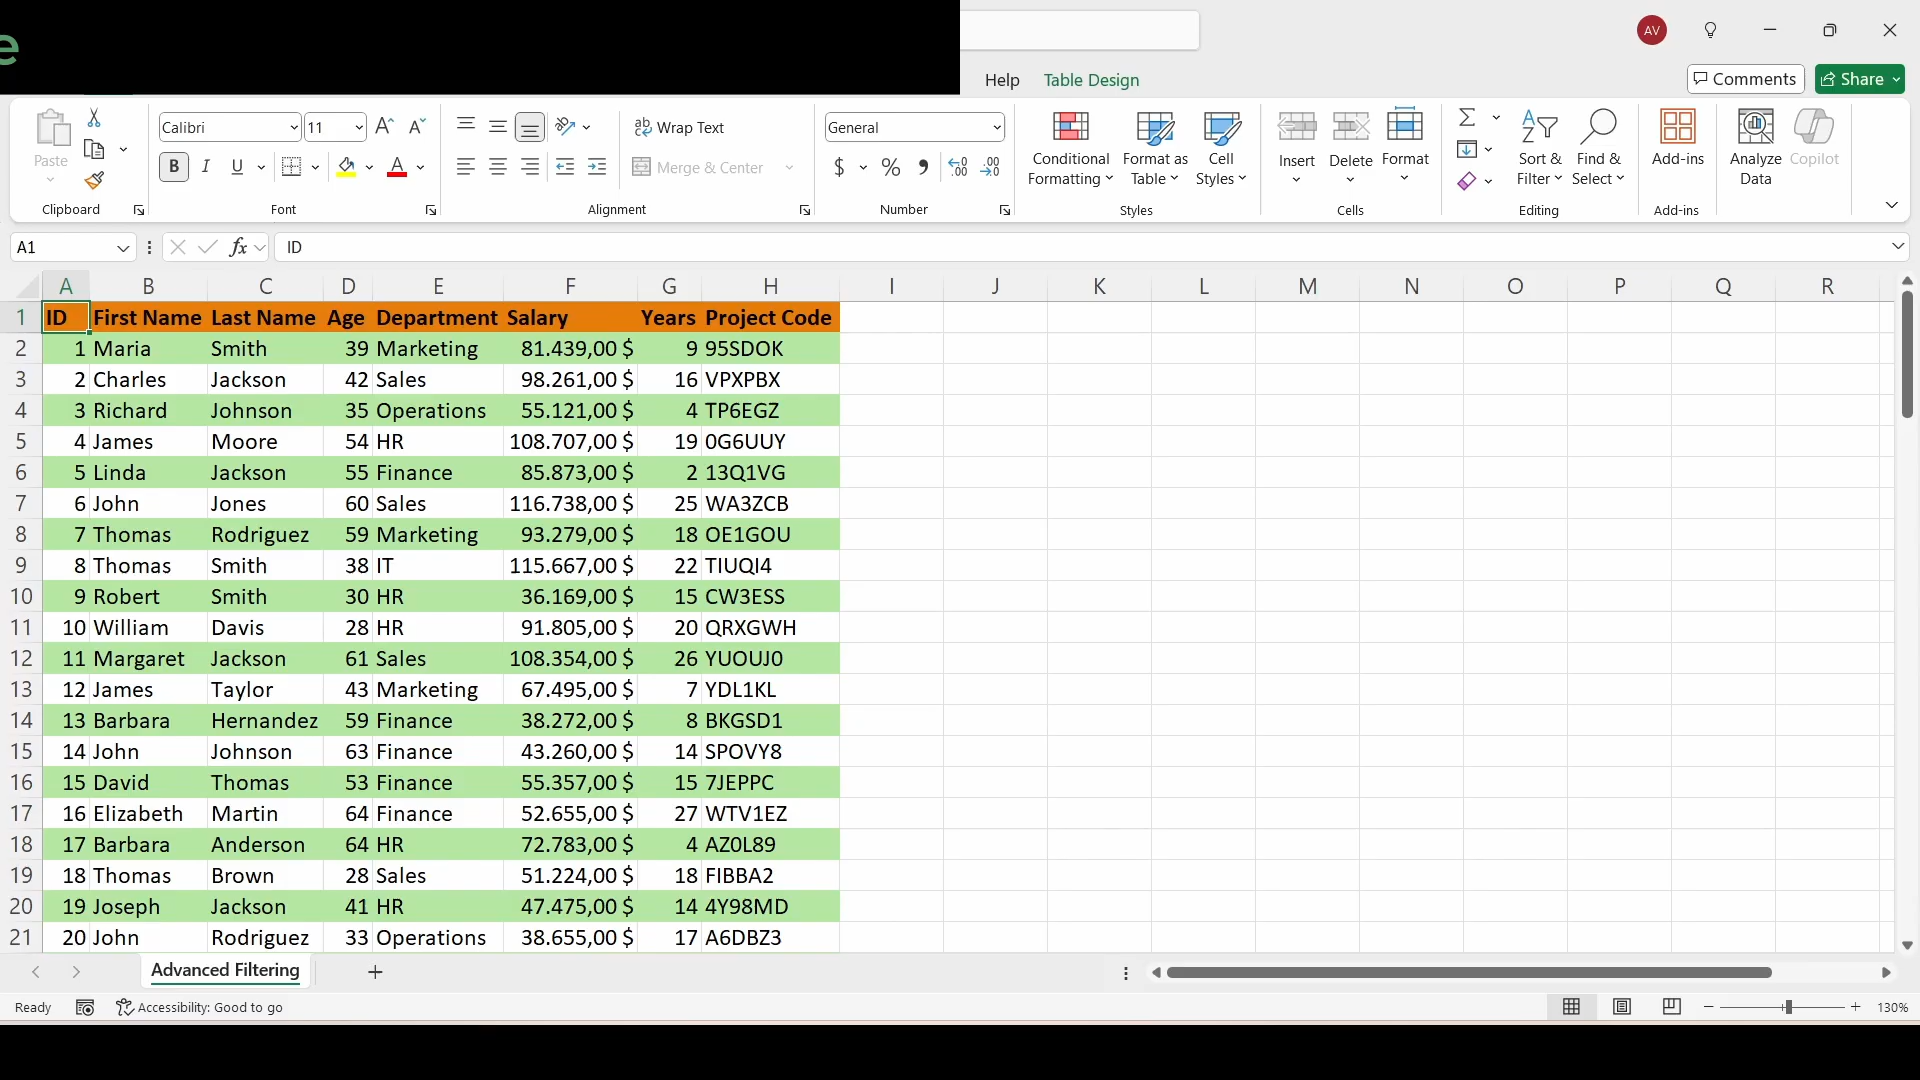 e
AV
Help Table Design Comments Share
Calibri 11 Wrap Text General
Paste B I U A Merge & Center $ % Conditional Formatting Format as Table Cell Styles Insert Delete Format Sort & Filter Find & Select Add-ins Analyze Data Copilot
Clipboard Font Alignment Number Styles Cells Editing Add-ins
A1 fx ID
A B C D E F G H I J K L M N O P Q R
1 ID First Name Last Name Age Department Salary Years Project Code
2 1 Maria Smith 39 Marketing 81.439,00 $ 9 95SDOK
3 2 Charles Jackson 42 Sales 98.261,00 $ 16 VPXPBX
4 3 Richard Johnson 35 Operations 55.121,00 $ 4 TP6EGZ
5 4 James Moore 54 HR 108.707,00 $ 19 0G6UUY
6 5 Linda Jackson 55 Finance 85.873,00 $ 2 13Q1VG
7 6 John Jones 60 Sales 116.738,00 $ 25 WA3ZCB
8 7 Thomas Rodriguez 59 Marketing 93.279,00 $ 18 OE1GOU
9 8 Thomas Smith 38 IT 115.667,00 $ 22 TIUQI4
10 9 Robert Smith 30 HR 36.169,00 $ 15 CW3ESS
11 10 William Davis 28 HR 91.805,00 $ 20 QRXGWH
12 11 Margaret Jackson 61 Sales 108.354,00 $ 26 YUOUJ0
13 12 James Taylor 43 Marketing 67.495,00 $ 7 YDL1KL
14 13 Barbara Hernandez 59 Finance 38.272,00 $ 8 BKGSD1
15 14 John Johnson 63 Finance 43.260,00 $ 14 SPOVY8
16 15 David Thomas 53 Finance 55.357,00 $ 15 7JEPPC
17 16 Elizabeth Martin 64 Finance 52.655,00 $ 27 WTV1EZ
18 17 Barbara Anderson 64 HR 72.783,00 $ 4 AZ0L89
19 18 Thomas Brown 28 Sales 51.224,00 $ 18 FIBBA2
20 19 Joseph Jackson 41 HR 47.475,00 $ 14 4Y98MD
21 20 John Rodriguez 33 Operations 38.655,00 $ 17 A6DBZ3
Advanced Filtering
Ready Accessibility: Good to go 130%